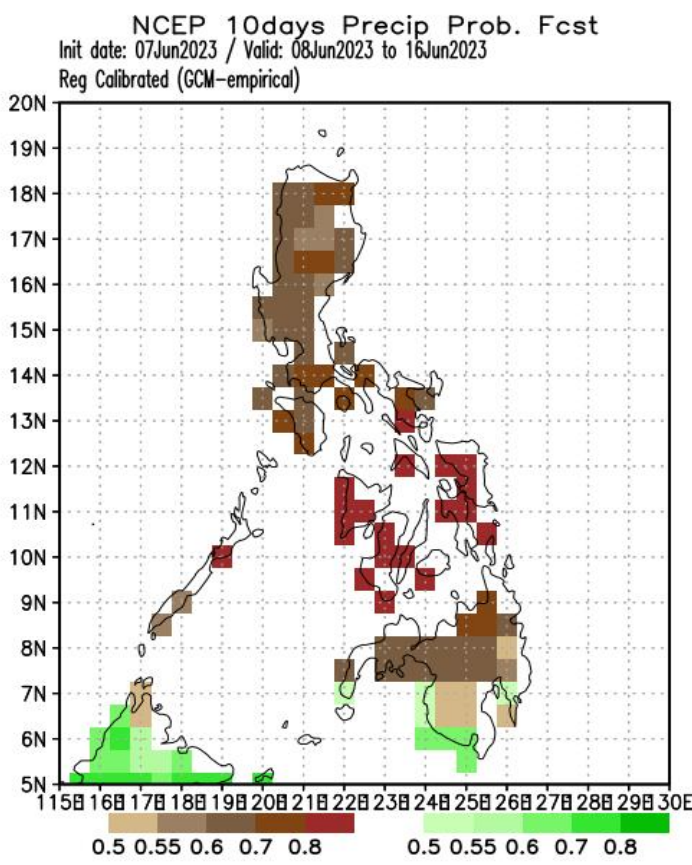 NCEP 10days Precip Prob. Fcst
Init date: 07Jun2023 / Valid: 08Jun2023 to 16Jun2023
Reg Calibrated (GCM-empirical)
20N
19N
18N
17N
16N
15N
14N
13N
12N
11N
10N
9N
8N
7N
6N
5N
115E 116E 117E 118E 119E 120E 121E 122E 123E 124E 125E 126E 127E 128E 129E 130E
0.5 0.55 0.6 0.7 0.8 0.5 0.55 0.6 0.7 0.8